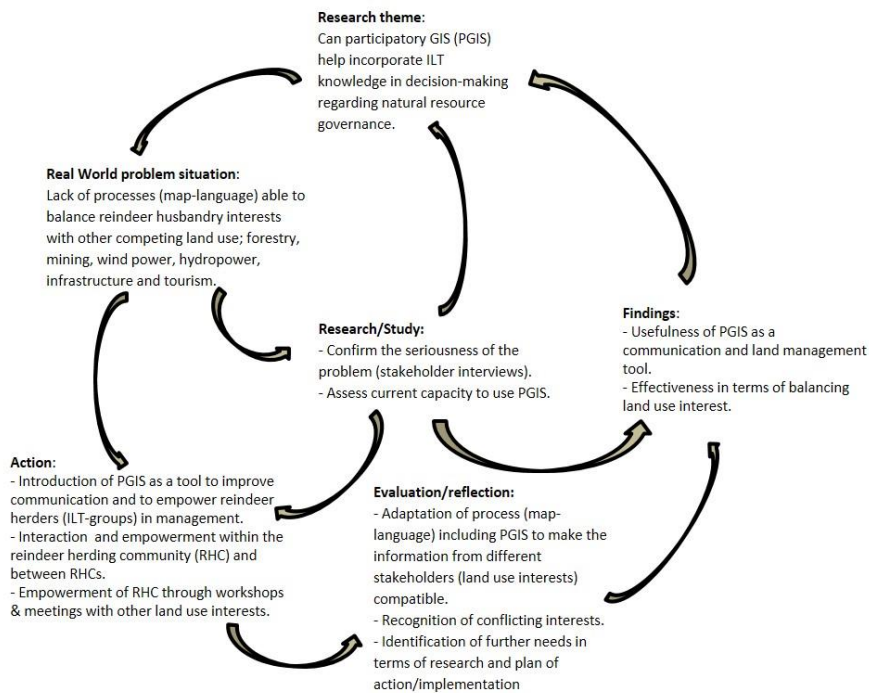 Research theme:
Can participatory GIS (PGIS)
help incorporate ILT
knowledge in decision-making
regarding natural resource
governance.
Real World problem situation:
Lack of processes (map-language) able to
balance reindeer husbandry interests
with other competing land use; forestry,
mining, wind power, hydropower,
infrastructure and tourism.
Research/Study:
- Confirm the seriousness of the
problem (stakeholder interviews).
- Assess current capacity to use PGIS.
Findings:
- Usefulness of PGIS as a
communication and land management
tool.
- Effectiveness in terms of balancing
land use interest.
Action:
- Introduction of PGIS as a tool to improve
communication and to empower reindeer
herders (ILT-groups) in management.
- Interaction and empowerment within the
reindeer herding community (RHC) and
between RHCs.
- Empowerment of RHC through workshops
& meetings with other land use interests.
Evaluation/reflection:
- Adaptation of process (map-
language) including PGIS to make the
information from different
stakeholders (land use interests)
compatible.
- Recognition of conflicting interests.
- Identification of further needs in
terms of research and plan of
action/implementation